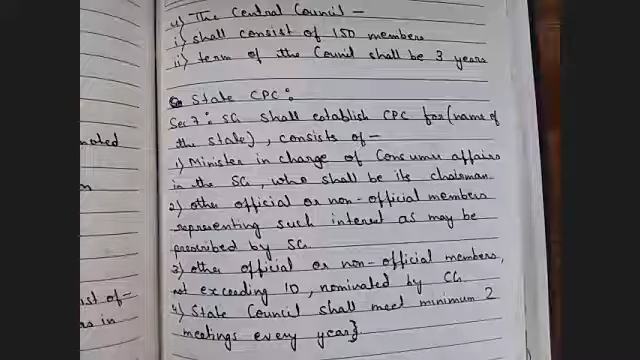 4) The Central Council -
i) shall consist of 150 members
ii) term of the Council shall be 3 years
State CPC:
Sec 7: SG shall establish CPC for (name of
the state), consists of -
1) Minister in charge of Consumer affairs
in the SG, who shall be its chairman
2) other official or non-official members
representing such interest as may be
prescribed by SG
3) other official or non-official members,
not exceeding 10, nominated by CG.
4) State Council shall meet minimum 2
meetings every year}
nated
ist of-
s in